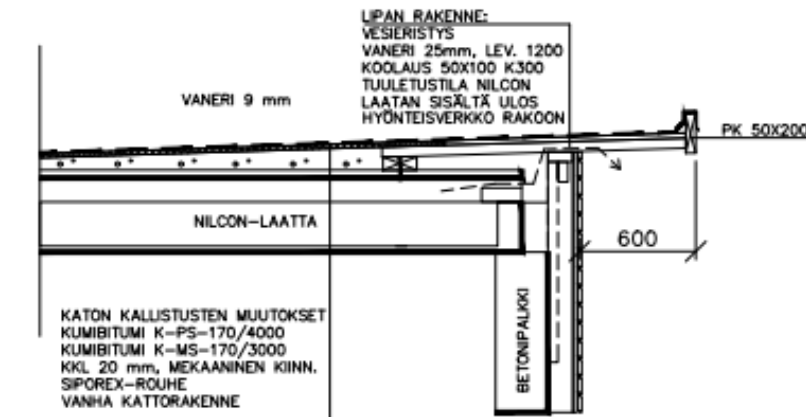 LIPAN RAKENNE:
VESIERISTYS
VANERI 25mm, LEV. 1200
KOOLAUS 50X100 K300
TUULETUSTILA NILCON
LAATAN SISÄLTÄ ULOS
HYÖNTEISVERKKO RAKOON
VANERI 9 mm
PK 50X200
NILCON-LAATTA
600
BETONIPALKKI
KATON KALLISTUSTEN MUUTOKSET
KUMIBITUMI K-PS-170/4000
KUMIBITUMI K-MS-170/3000
KKL 20 mm, MEKAANINEN KIINN.
SIPOREX-ROUHE
VANHA KATTORAKENNE